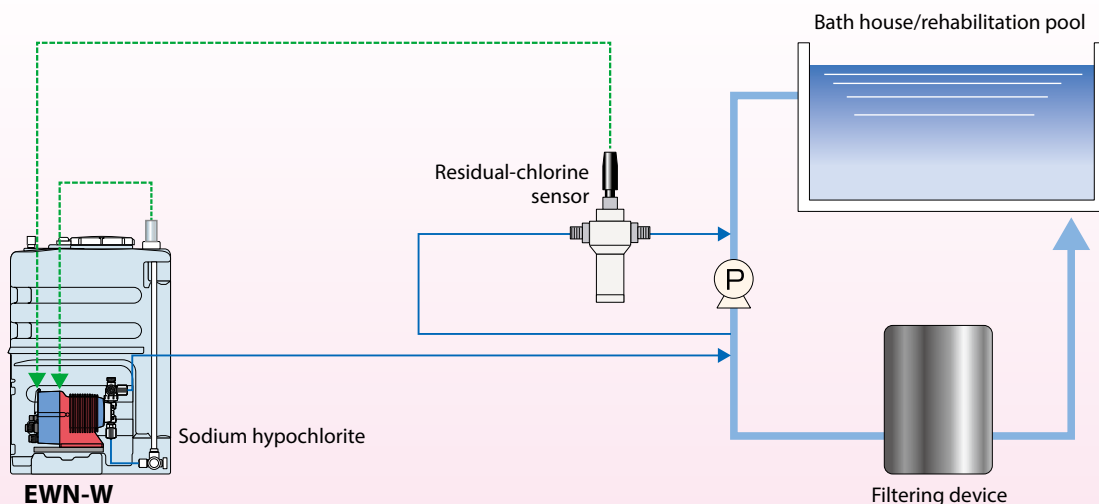 Bath house/rehabilitation pool
Residual-chlorine
sensor
P
Sodium hypochlorite
EWN-W
Filtering device